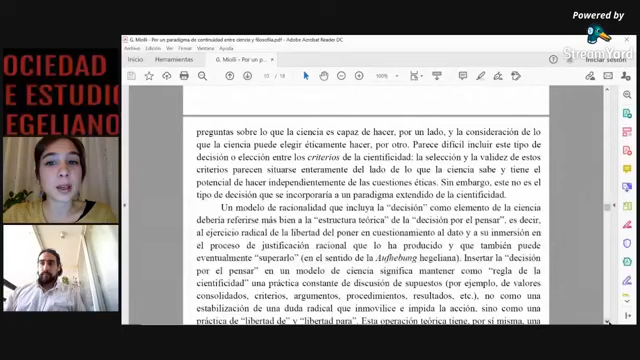 Powered by
StreamYard
G. Miolli - Por un paradigma de continuidad entre ciencia y filosofía.pdf - Adobe Acrobat Reader DC
Archivo Edición Ver Firmar Ventana Ayuda
Inicio Herramientas G. Miolli - Por un p... Iniciar sesión
100%
OCIEDAD
E ESTUDIO
EGELIANO
preguntas sobre lo que la ciencia es capaz de hacer, por un lado, y la consideración de lo
que la ciencia puede elegir éticamente hacer, por otro. Parece difícil incluir este tipo de
decisión o elección entre los criterios de la cientificidad: la selección y la validez de estos
criterios parecen situarse enteramente del lado de lo que la ciencia sabe y tiene el
potencial de hacer independientemente de las cuestiones éticas. Sin embargo, este no es el
tipo de decisión que se incorporaría a un paradigma extendido de la cientificidad.
Un modelo de racionalidad que incluya la “decisión” como elemento de la ciencia
debería referirse más bien a la “estructura teórica” de la “decisión por el pensar”, es decir,
al ejercicio radical de la libertad del poner en cuestionamiento al dato y a su inmersión en
el proceso de justificación racional que lo ha producido y que también puede
eventualmente “superarlo” (en el sentido de la Aufhebung hegeliana). Insertar la “decisión
por el pensar” en un modelo de ciencia significa mantener como “regla de la
cientificidad” una práctica constante de discusión de supuestos (por ejemplo, de valores
consolidados, criterios, argumentos, procedimientos, resultados, etc.), no como una
estabilización de una duda radical que inmovilice e impida la acción, sino como una
práctica de “libertad de” y “libertad para”. Esta operación teórica tiene, por sí misma, una